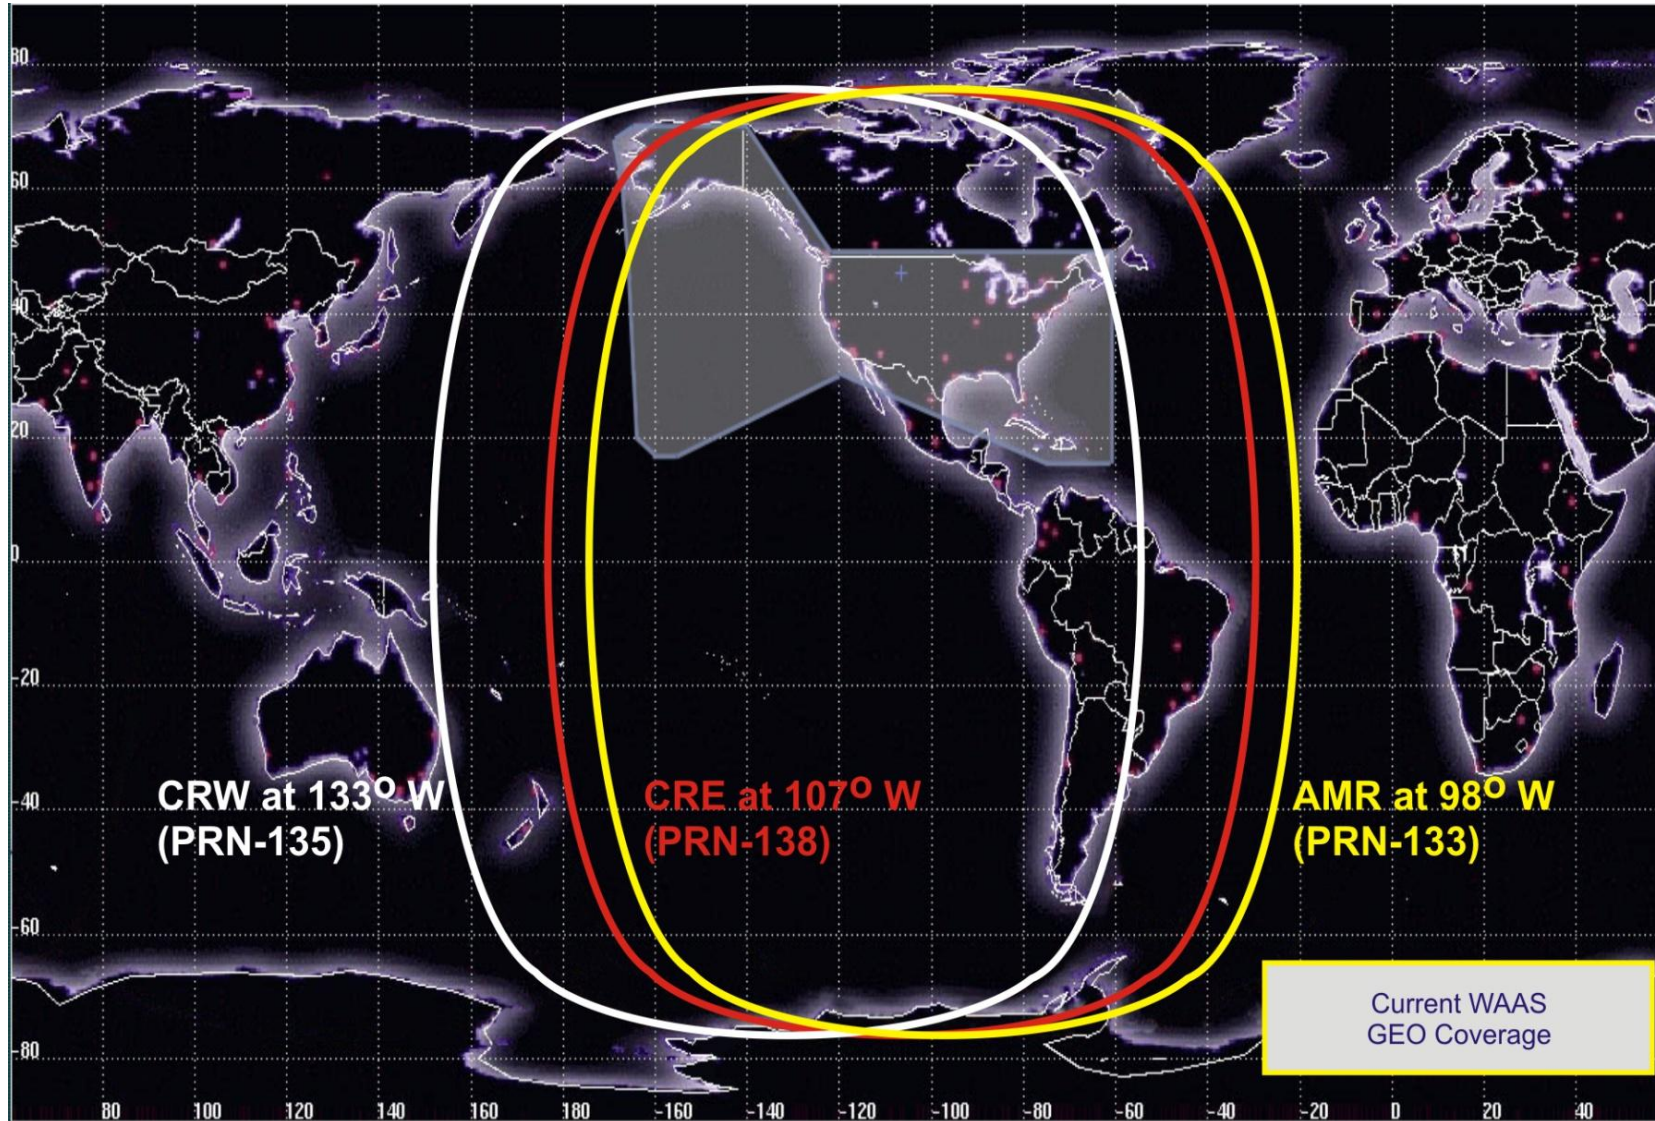 80
60
40
20
0
-20
CRW at 133° W
(PRN-135)
CRE at 107° W
(PRN-138)
AMR at 98° W
(PRN-133)
-40
-60
Current WAAS
GEO Coverage
-80
80 100 120 140 160 180 -160 -140 -120 -100 -80 -60 -40 -20 0 20 40